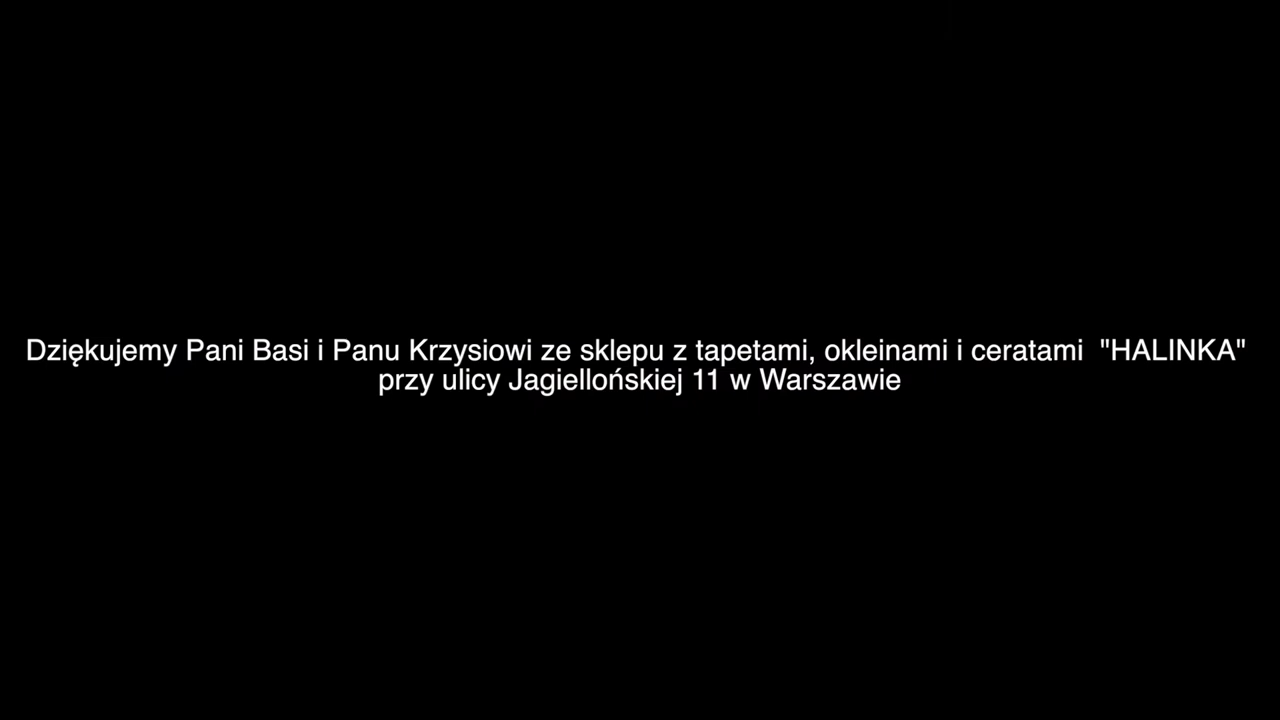 Dziękujemy Pani Basi i Panu Krzysiowi ze sklepu z tapetami, okleinami i ceratami  "HALINKA"
przy ulicy Jagiellońskiej 11 w Warszawie